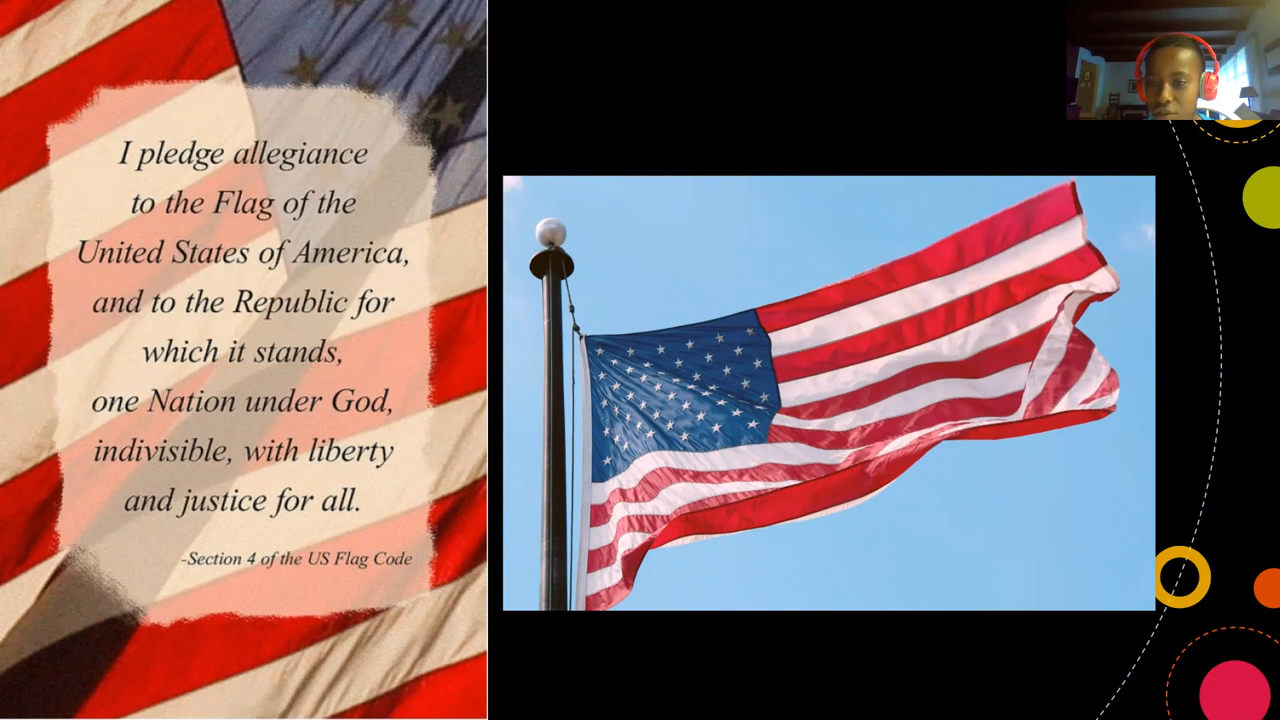 I pledge allegiance
to the Flag of the
United States of America,
and to the Republic for
which it stands,
one Nation under God,
indivisible, with liberty
and justice for all.
-Section 4 of the US Flag Code